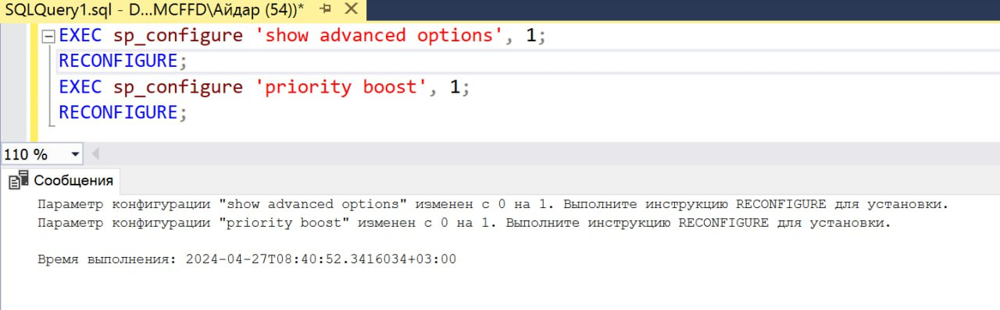 SQLQuery1.sql - D...MCFFD\Айдар (54))*
EXEC sp_configure 'show advanced options', 1;
RECONFIGURE;
EXEC sp_configure 'priority boost', 1;
RECONFIGURE;
110 %
Сообщения
Параметр конфигурации "show advanced options" изменен с 0 на 1. Выполните инструкцию RECONFIGURE для установки.
Параметр конфигурации "priority boost" изменен с 0 на 1. Выполните инструкцию RECONFIGURE для установки.
Время выполнения: 2024-04-27T08:40:52.3416034+03:00